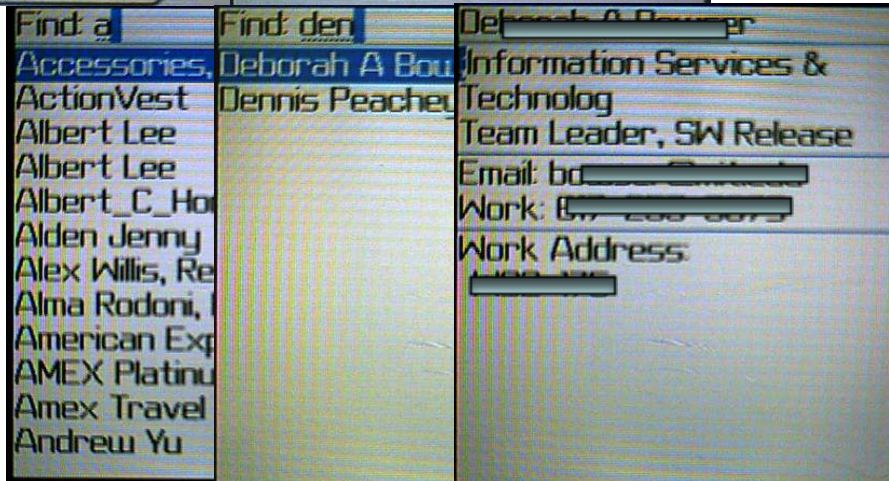 Find: a
Accessories,
ActionVest
Albert Lee
Albert Lee
Albert_C_Ho
Alden Jenny
Alex Willis, Re
Alma Rodoni,
American Exp
AMEX Platinu
Amex Travel
Andrew Yu
Find: den
Deborah A Bow
Dennis Peachey
Information Services &
Technolog
Team Leader, SW Release
Email:
Work:
Work Address: